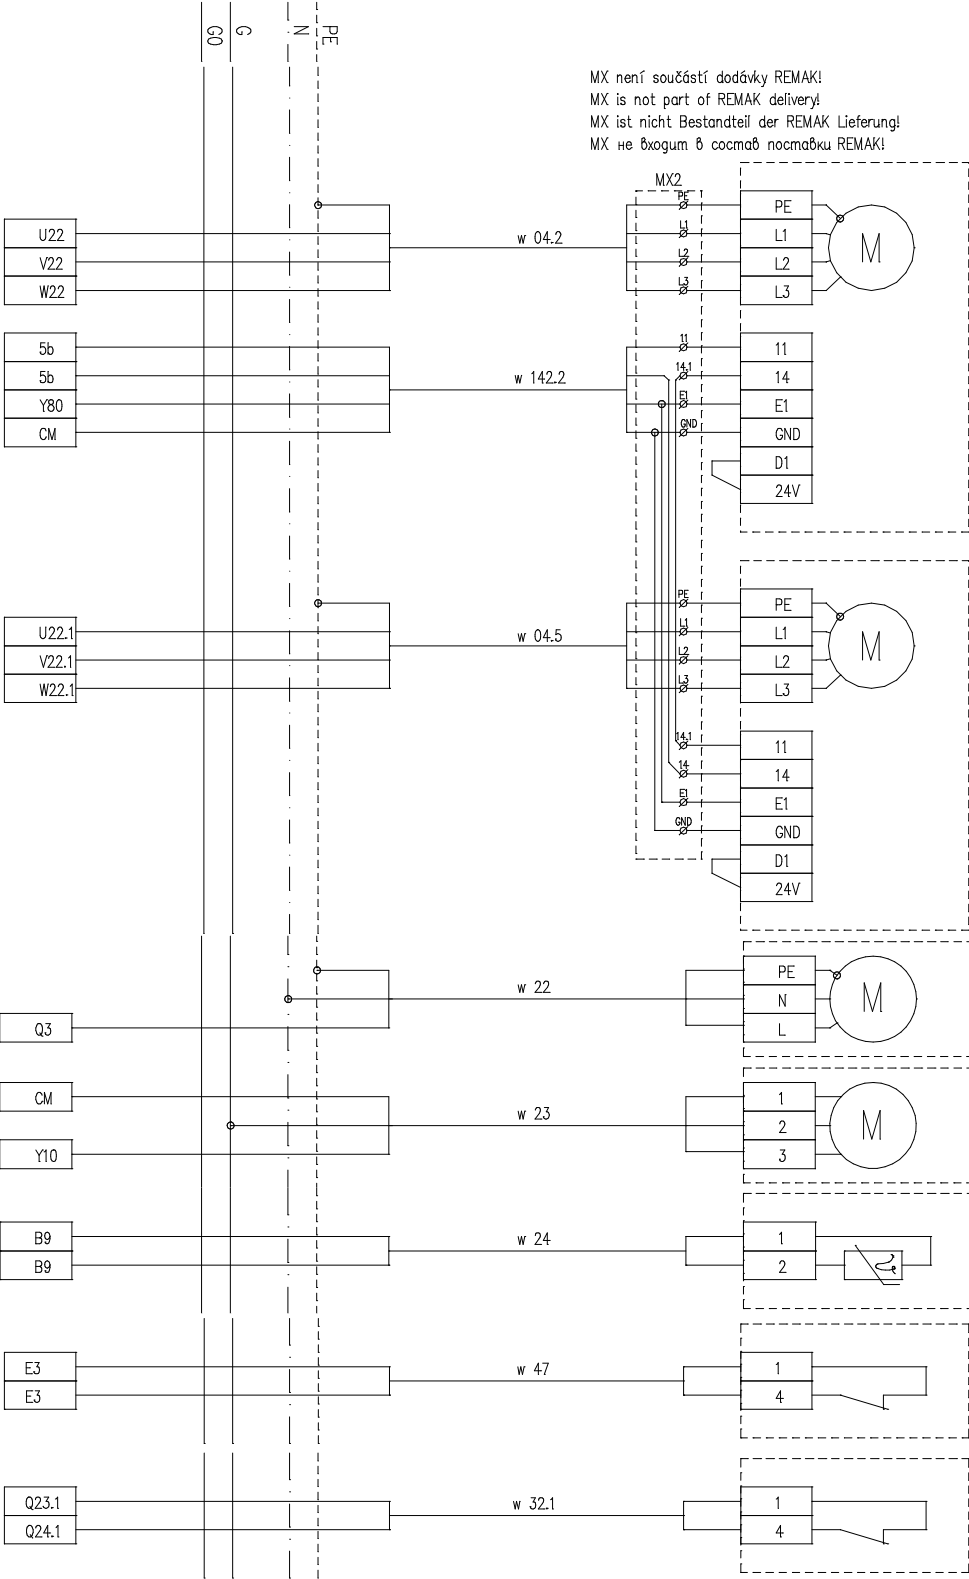 G0
G
N
PE
MX není součástí dodávky REMAK!
MX is not part of REMAK delivery!
MX ist nicht Bestandteil der REMAK Lieferung!
MX не входит в состав поставки REMAK!
MX2
U22
V22
W22
w 04.2
PE
L1
L2
L3
PE
L1
L2
L3
M
5b
5b
Y80
CM
w 142.2
11
14.1
E1
GND
11
14
E1
GND
D1
24V
U22.1
V22.1
W22.1
w 04.5
PE
L1
L2
L3
PE
L1
L2
L3
M
14.1
14
E1
GND
11
14
E1
GND
D1
24V
Q3
w 22
PE
N
L
M
CM
Y10
w 23
1
2
3
M
B9
B9
w 24
1
2
E3
E3
w 47
1
4
Q23.1
Q24.1
w 32.1
1
4